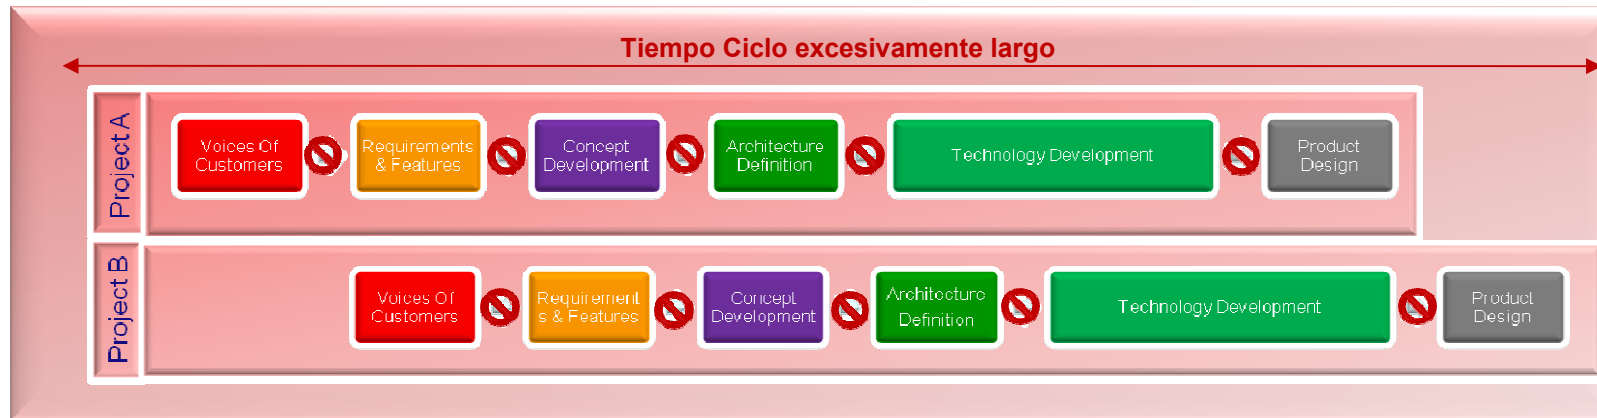 Tiempo Ciclo excesivamente largo
Project A
Voices Of
Customers
Requirements
& Features
Concept
Development
Architecture
Definition
Technology Development
Product
Design
Project B
Voices Of
Customers
Requirement
s & Features
Concept
Development
Architecture
Definition
Technology Development
Product
Design